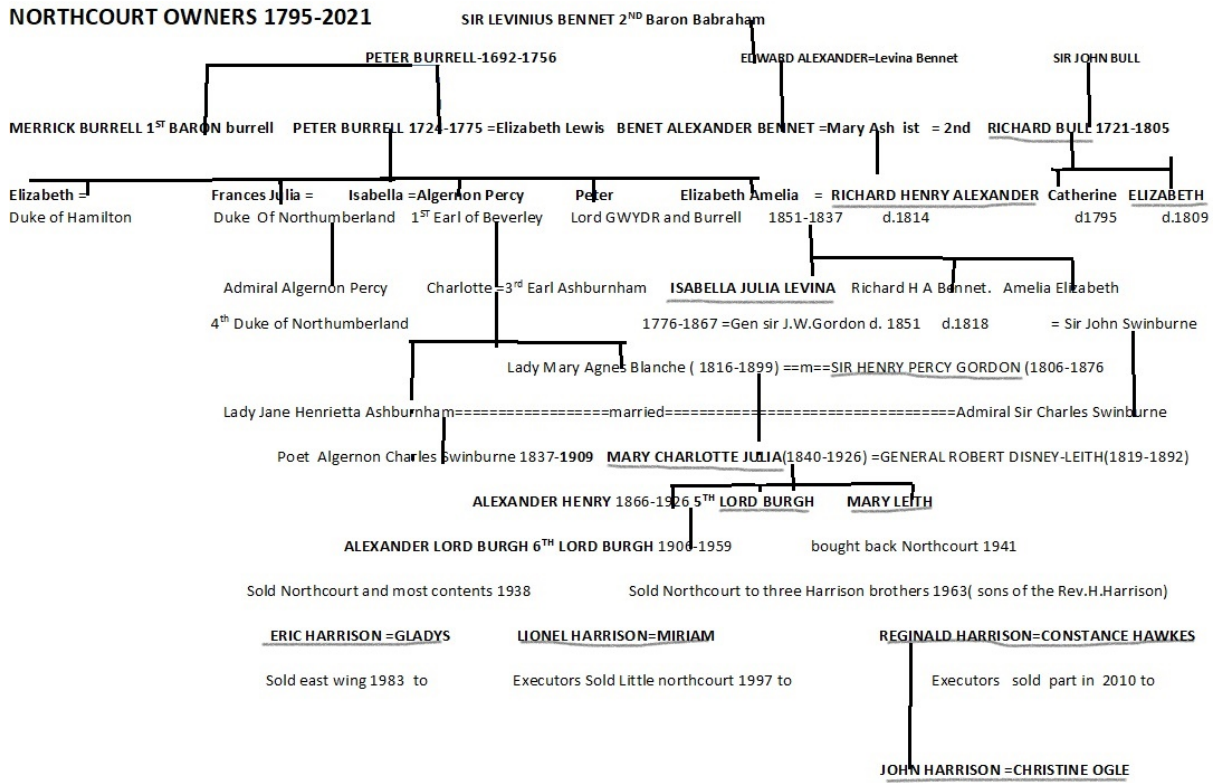 NORTHCOURT OWNERS 1795-2021 SIR LEVINIUS BENNET 2ND Baron Babraham
PETER BURRELL-1692-1756 EDWARD ALEXANDER=Levina Bennet SIR JOHN BULL
MERRICK BURRELL 1ST BARON burrell PETER BURRELL 1724-1775 =Elizabeth Lewis BENET ALEXANDER BENNET =Mary Ash ist = 2nd RICHARD BULL 1721-1805
Elizabeth = Frances Julia = Isabella =Algernon Percy Peter Elizabeth Amelia = RICHARD HENRY ALEXANDER Catherine ELIZABETH
Duke of Hamilton Duke Of Northumberland 1ST Earl of Beverley Lord GWYDR and Burrell 1851-1837 d.1814 d1795 d.1809
Admiral Algernon Percy Charlotte =3rd Earl Ashburnham ISABELLA JULIA LEVINA Richard H A Bennet. Amelia Elizabeth
4th Duke of Northumberland 1776-1867 =Gen sir J.W.Gordon d. 1851 d.1818 = Sir John Swinburne
Lady Mary Agnes Blanche ( 1816-1899) ==m==SIR HENRY PERCY GORDON (1806-1876
Lady Jane Henrietta Ashburnham==================married==================================Admiral Sir Charles Swinburne
Poet Algernon Charles Swinburne 1837-1909 MARY CHARLOTTE JULIA(1840-1926) =GENERAL ROBERT DISNEY-LEITH(1819-1892)
ALEXANDER HENRY 1866-1926 5TH LORD BURGH MARY LEITH
ALEXANDER LORD BURGH 6TH LORD BURGH 1906-1959 bought back Northcourt 1941
Sold Northcourt and most contents 1938 Sold Northcourt to three Harrison brothers 1963( sons of the Rev.H.Harrison)
ERIC HARRISON =GLADYS LIONEL HARRISON=MIRIAM REGINALD HARRISON=CONSTANCE HAWKES
Sold east wing 1983 to Executors Sold Little northcourt 1997 to Executors sold part in 2010 to
JOHN HARRISON =CHRISTINE OGLE